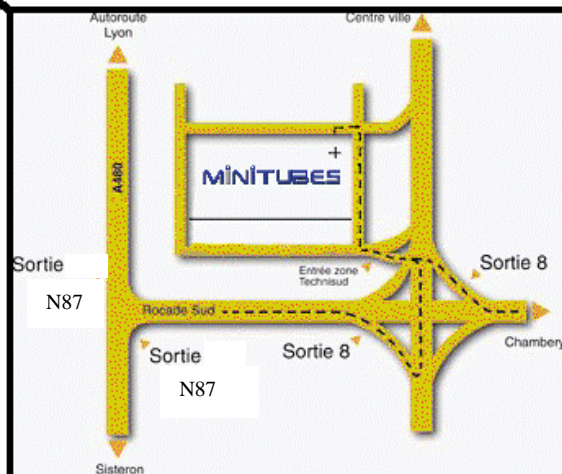 Autoroute
Lyon
Centre ville
A480
MiNiTUBES
Sortie
N87
Entrée zone
Technisud
Sortie 8
Rocade Sud
Sortie
N87
Sortie 8
Chambery
Sisteron